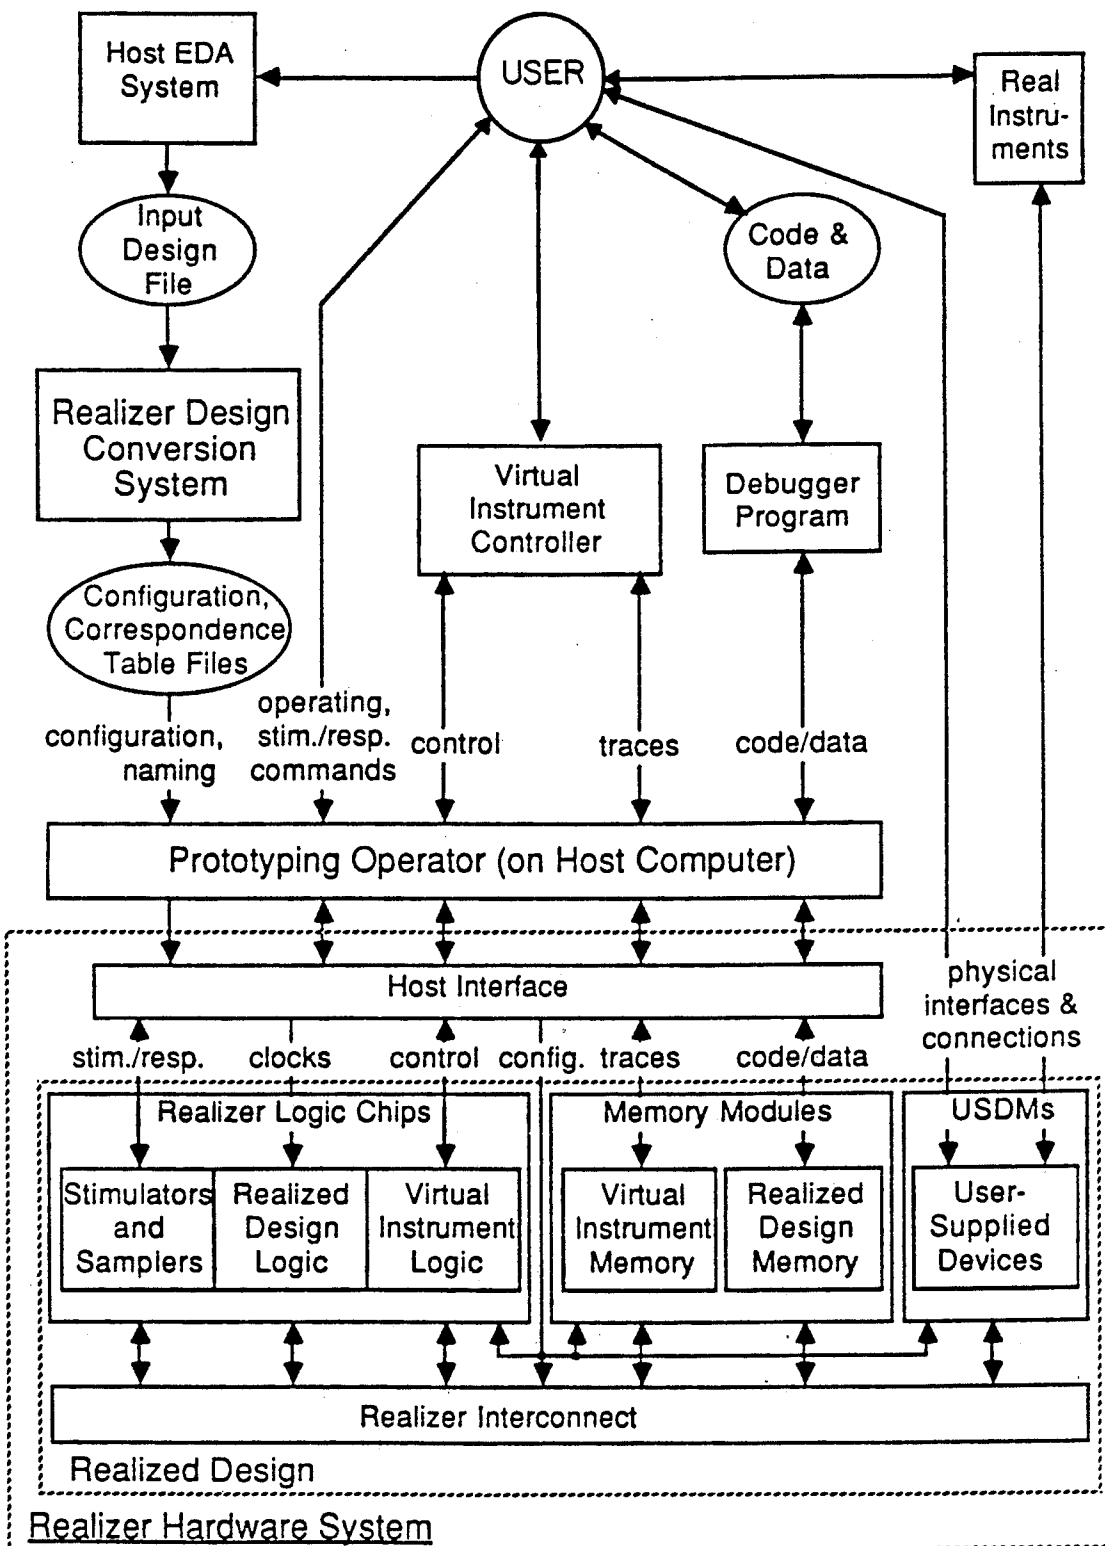 Host EDA
System
USER
Real
Instru-
ments
Input
Design
File
Code &
Data
Realizer Design
Conversion
System
Virtual
Instrument
Controller
Debugger
Program
Configuration,
Correspondence
Table Files
configuration,
naming
operating,
stim./resp.
commands
control
traces
code/data
Prototyping Operator (on Host Computer)
Host Interface
physical
interfaces &
connections
stim./resp.
clocks
control
config.
traces
code/data
Realizer Logic Chips
Memory Modules
USDMs
Stimulators
and
Samplers
Realized
Design
Logic
Virtual
Instrument
Logic
Virtual
Instrument
Memory
Realized
Design
Memory
User-
Supplied
Devices
Realizer Interconnect
Realized Design
Realizer Hardware System